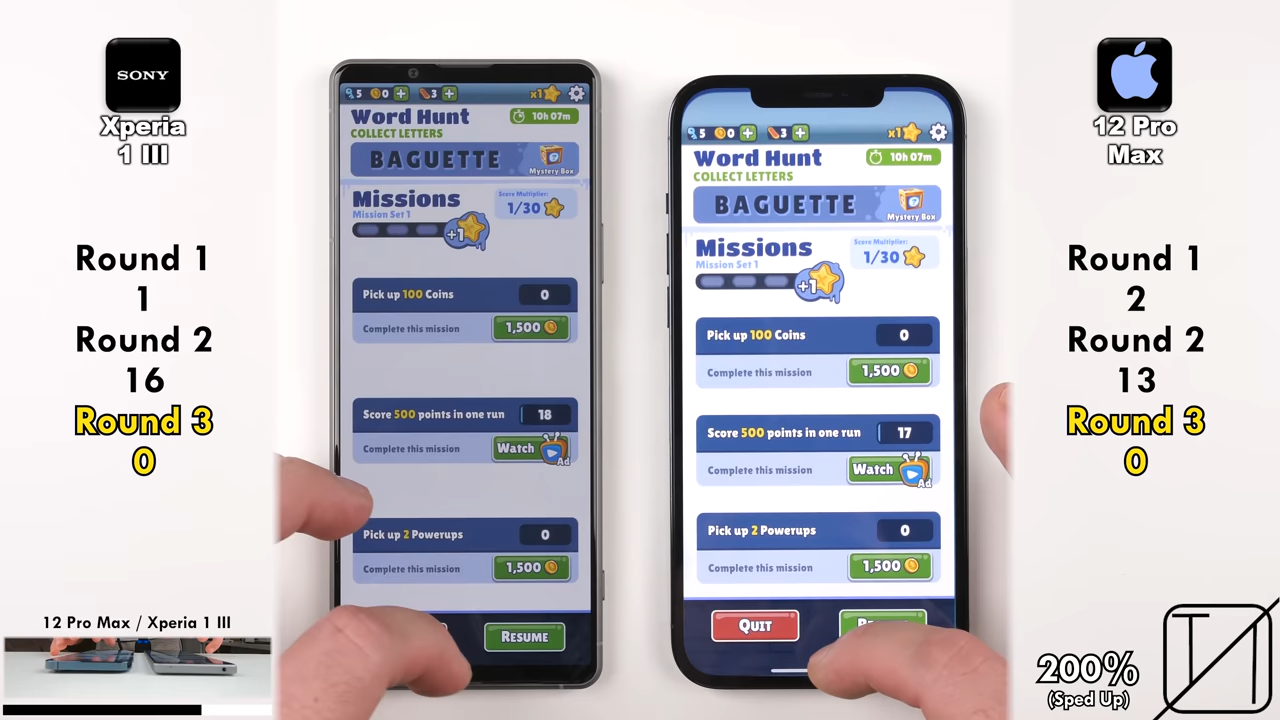 SONY
Xperia
1 III
Round 1
1
Round 2
16
Round 3
0
12 Pro Max / Xperia 1 III
5 0 + 3 + x1
Word Hunt
10h 07m
COLLECT LETTERS
BAGUETTE
Mystery Box
Missions
Mission Set 1
Score Multiplier:
1/30
+1
Pick up 100 Coins 0
Complete this mission 1,500
Score 500 points in one run 18
Complete this mission Watch
Ad
Pick up 2 Powerups 0
Complete this mission 1,500
RESUME
5 0 + 3 + x1
Word Hunt
10h 07m
COLLECT LETTERS
BAGUETTE
Mystery Box
Missions
Mission Set 1
Score Multiplier:
1/30
+1
Pick up 100 Coins 0
Complete this mission 1,500
Score 500 points in one run 17
Complete this mission Watch
Ad
Pick up 2 Powerups 0
Complete this mission 1,500
QUIT
12 Pro
Max
Round 1
2
Round 2
13
Round 3
0
200%
(Sped Up)